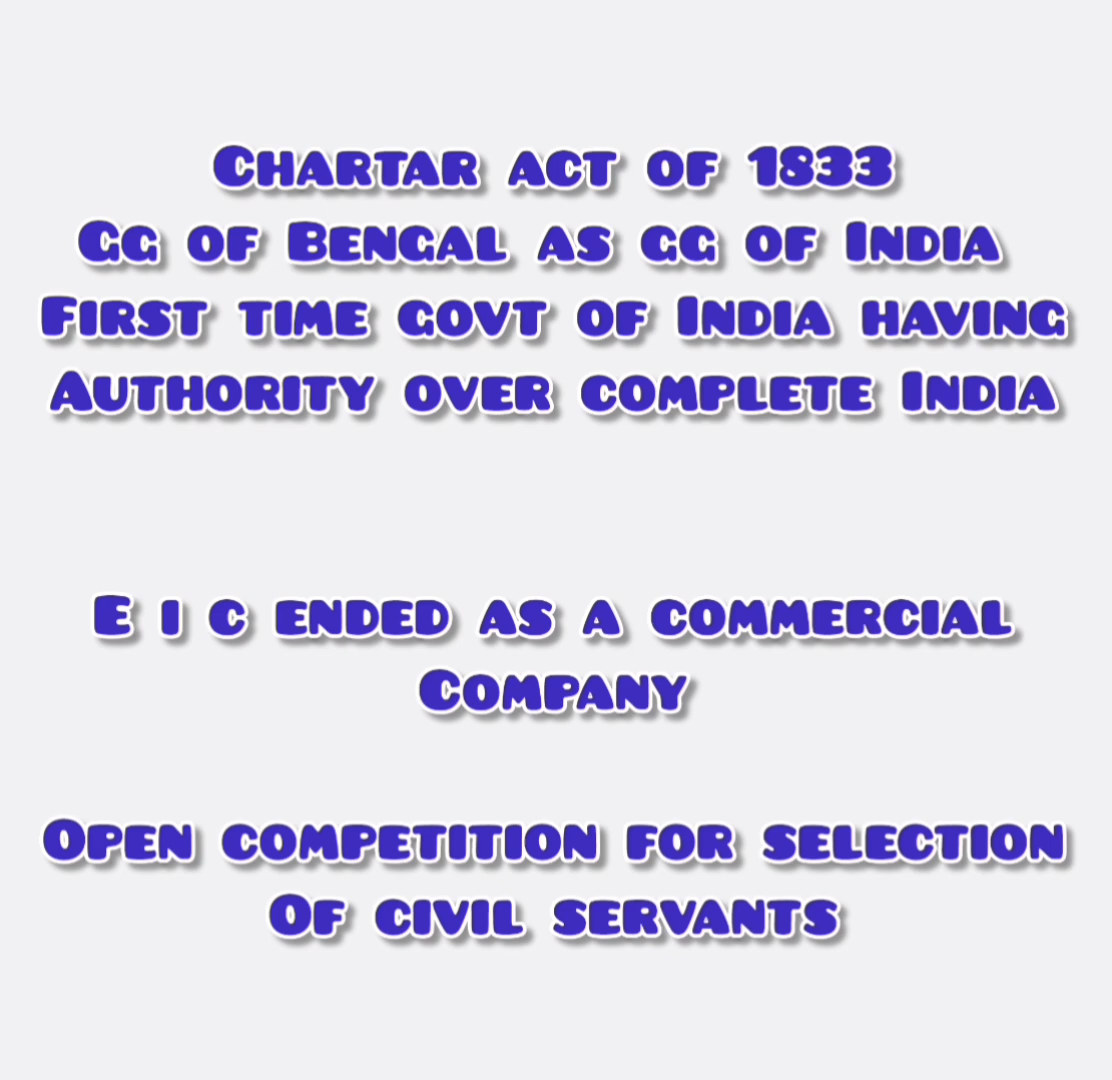 Chartar act of 1833
Gg of Bengal as gg of India
First time govt of India having
Authority over complete India
E i c ended as a commercial
Company
Open competition for selection
Of civil servants